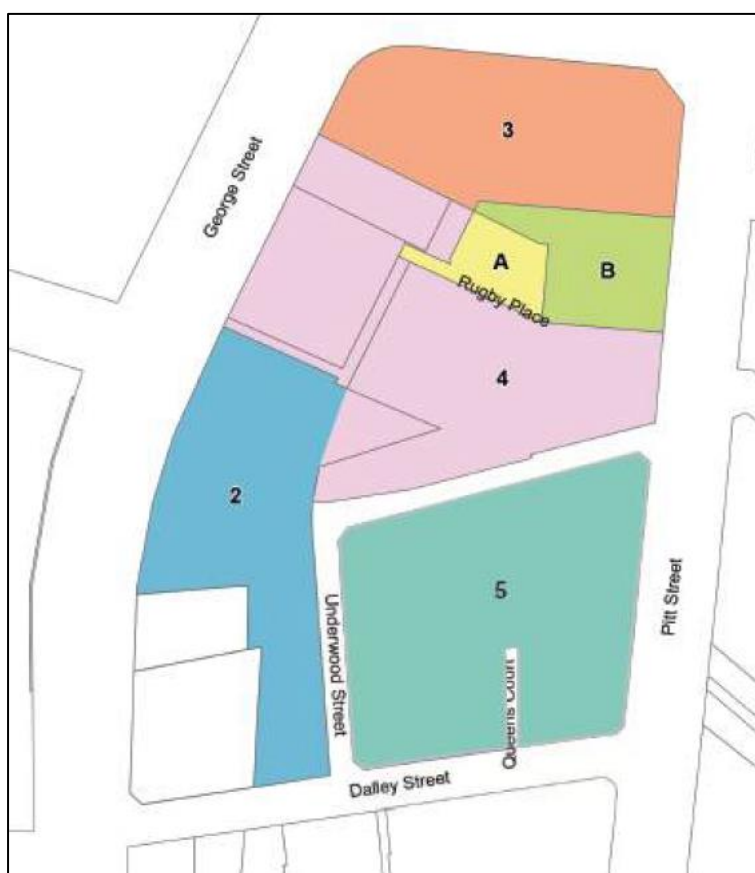 3
George Street
A
B
Rugby Place
4
2
5
Pitt Street
Underwood Street
Queens Court
Dalley Street